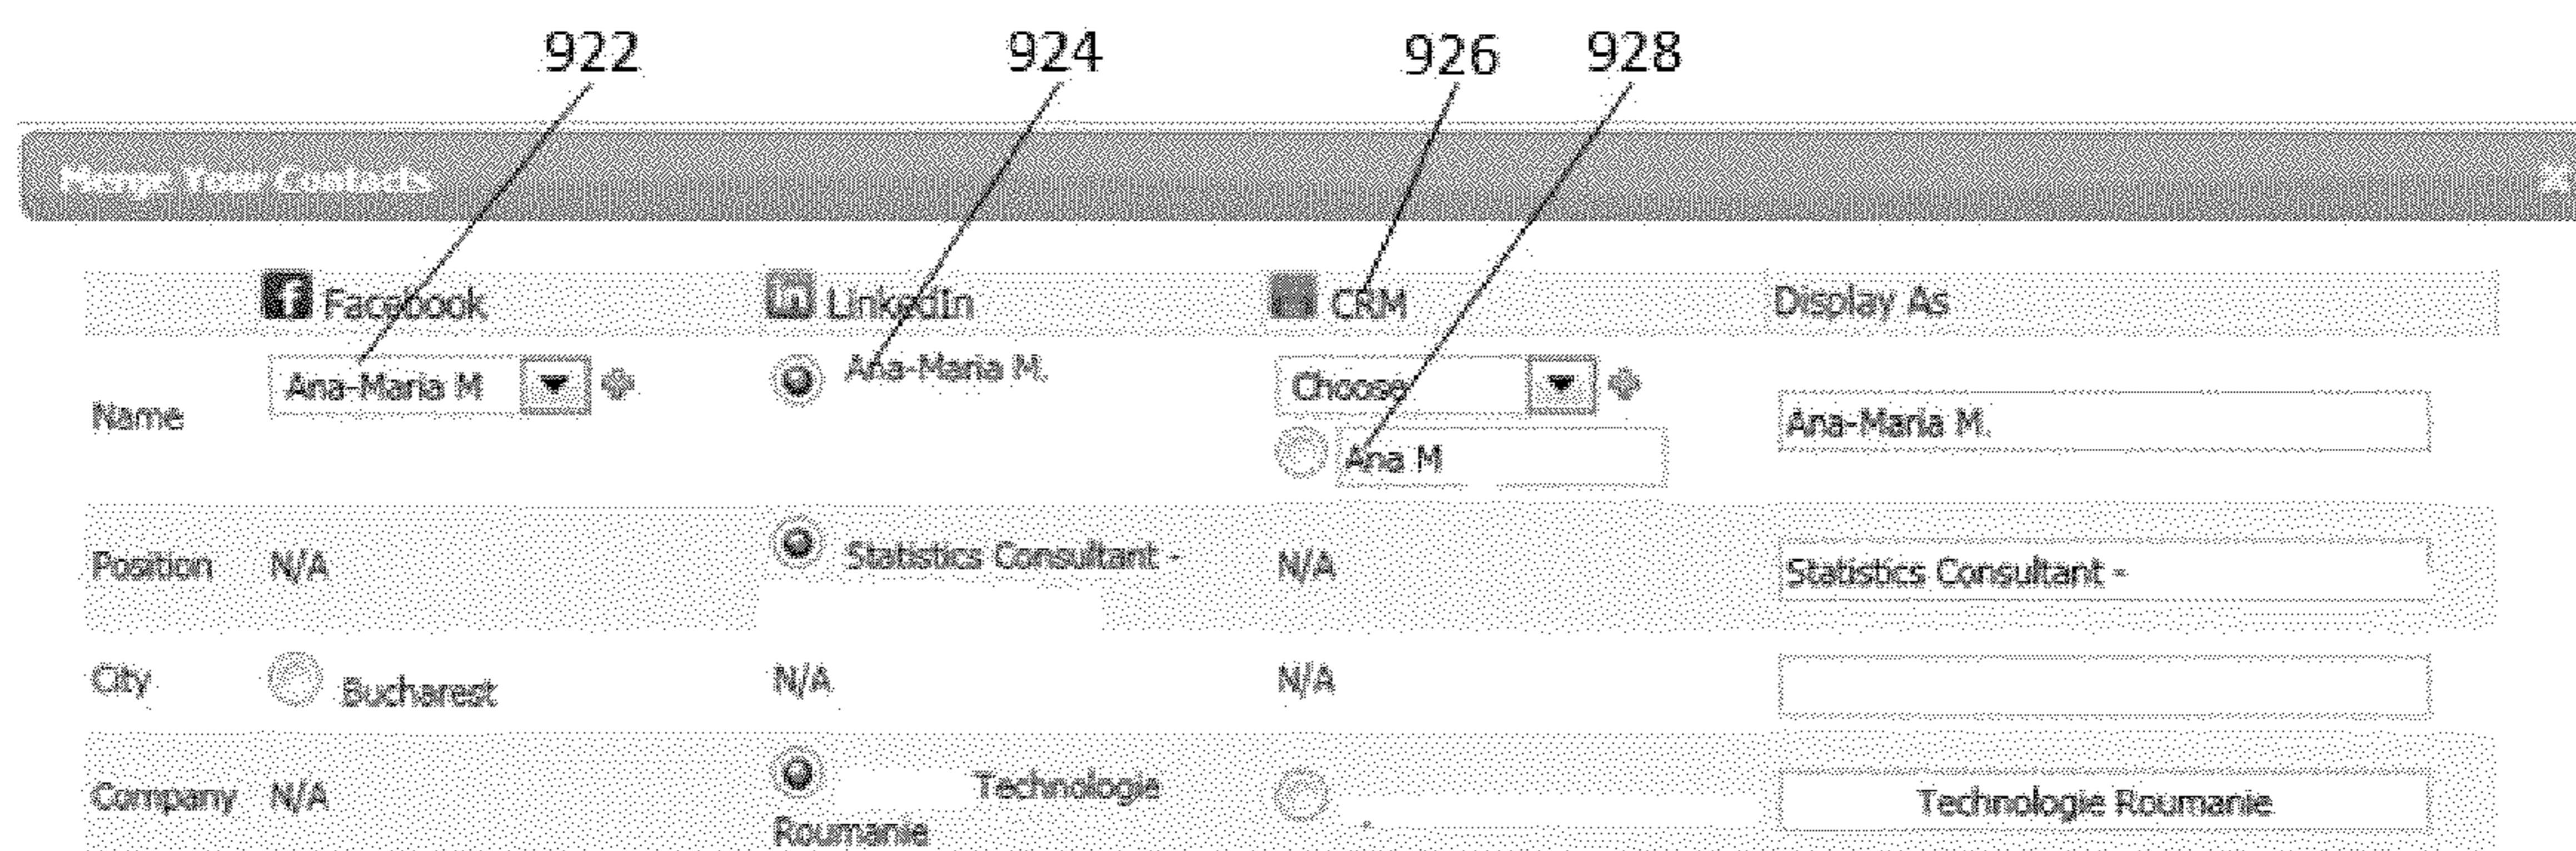 922 924 926 928
Merge Your Contacts
Facebook LinkedIn CRM Display As
Ana-Maria M Ana-Maria M. Choose
Name Ana-Maria M.
Ana M
Position N/A Statistics Consultant - N/A Statistics Consultant -
City Bucharest N/A N/A
Company N/A Technologie Technologie Roumanie
Roumanie